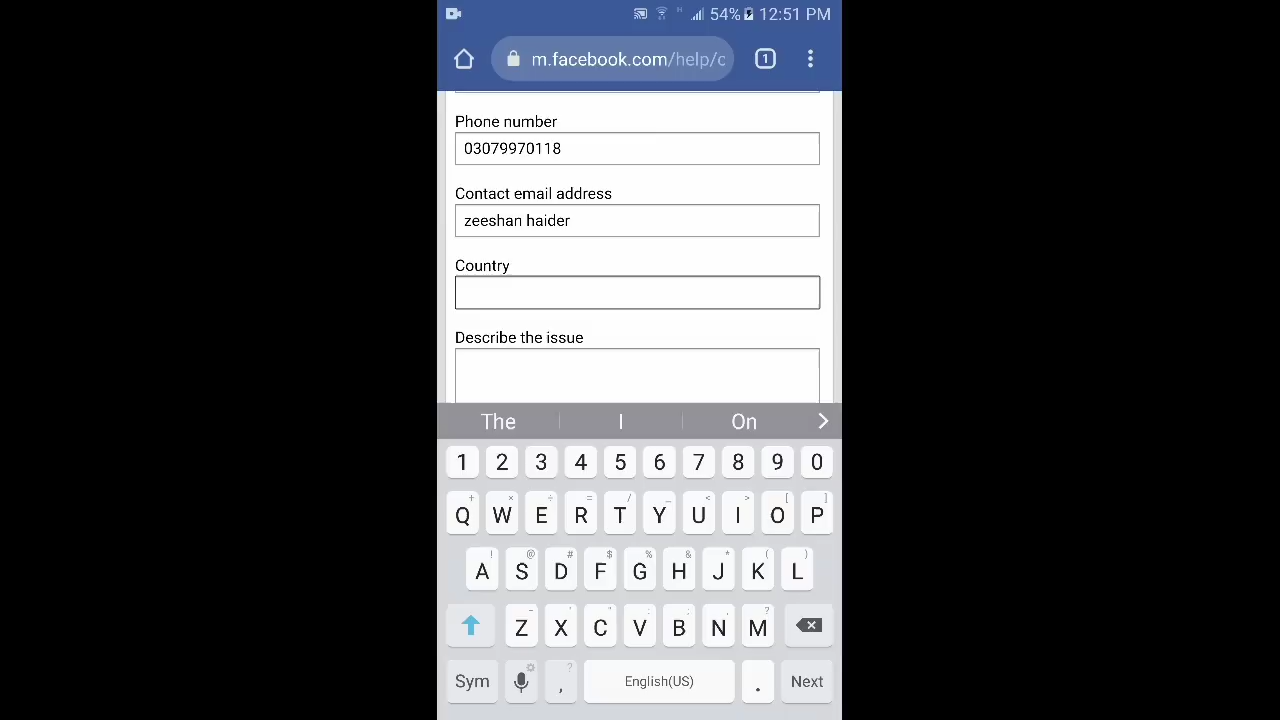 54% 12:51 PM
m.facebook.com/help/c
1
Phone number
03079970118
Contact email address
zeeshan haider
Country
Describe the issue
The I On
1 2 3 4 5 6 7 8 9 0
+ × ÷ = / _ < > [ ]
Q W E R T Y U I O P
! @ # $ % & * ( )
A S D F G H J K L
- ' " : ; , ?
Z X C V B N M
?
Sym , English(US) . Next